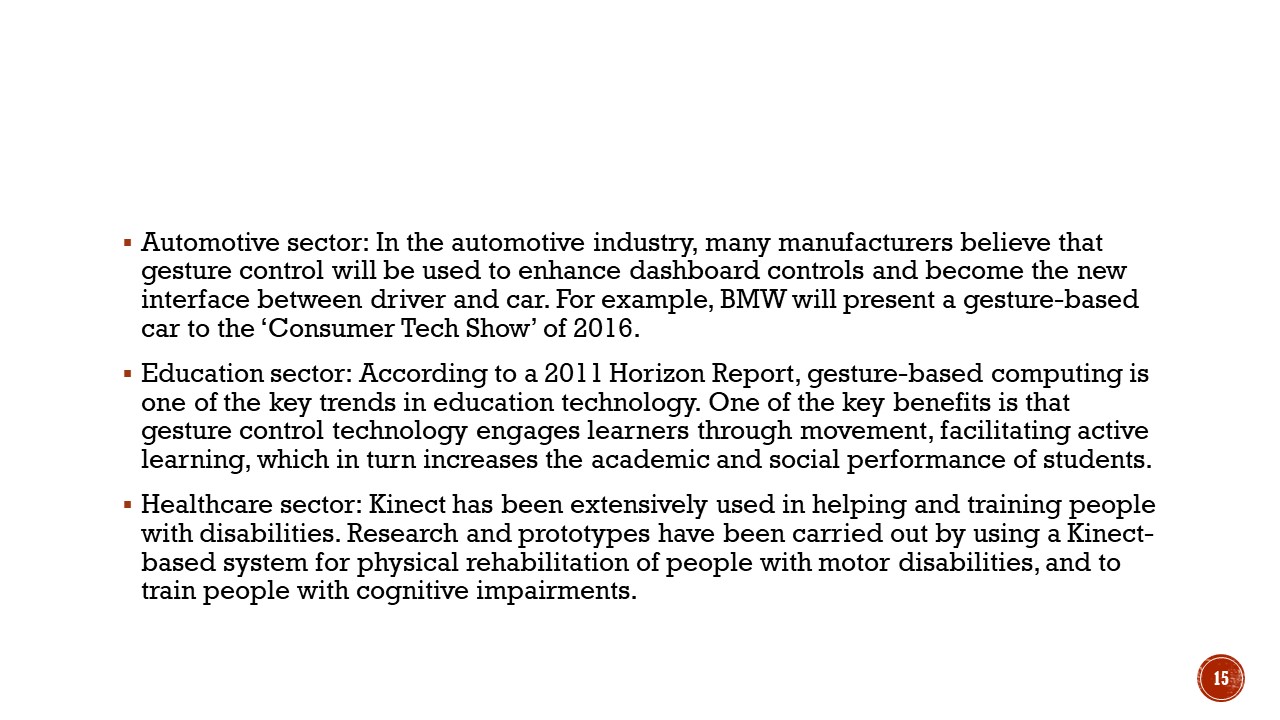 ▪ Automotive sector: In the automotive industry, many manufacturers believe that
gesture control will be used to enhance dashboard controls and become the new
interface between driver and car. For example, BMW will present a gesture-based
car to the ‘Consumer Tech Show’ of 2016.
▪ Education sector: According to a 2011 Horizon Report, gesture-based computing is
one of the key trends in education technology. One of the key benefits is that
gesture control technology engages learners through movement, facilitating active
learning, which in turn increases the academic and social performance of students.
▪ Healthcare sector: Kinect has been extensively used in helping and training people
with disabilities. Research and prototypes have been carried out by using a Kinect-
based system for physical rehabilitation of people with motor disabilities, and to
train people with cognitive impairments.
15